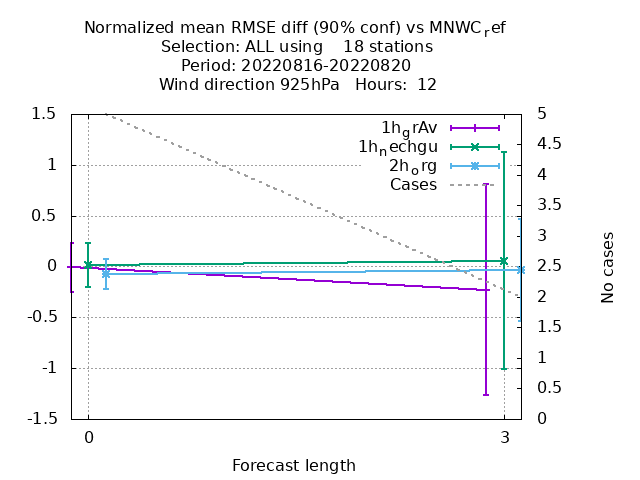 Normalized mean RMSE diff (90% conf) vs MNWC_ref
Selection: ALL using    18 stations
Period: 20220816-20220820
Wind direction 925hPa   Hours:  12
1h_grAv
1h_nechgu
2h_org
Cases
1.5
1
0.5
0
-0.5
-1
-1.5
5
4.5
4
3.5
3
2.5
2
1.5
1
0.5
0
No cases
0
3
Forecast length